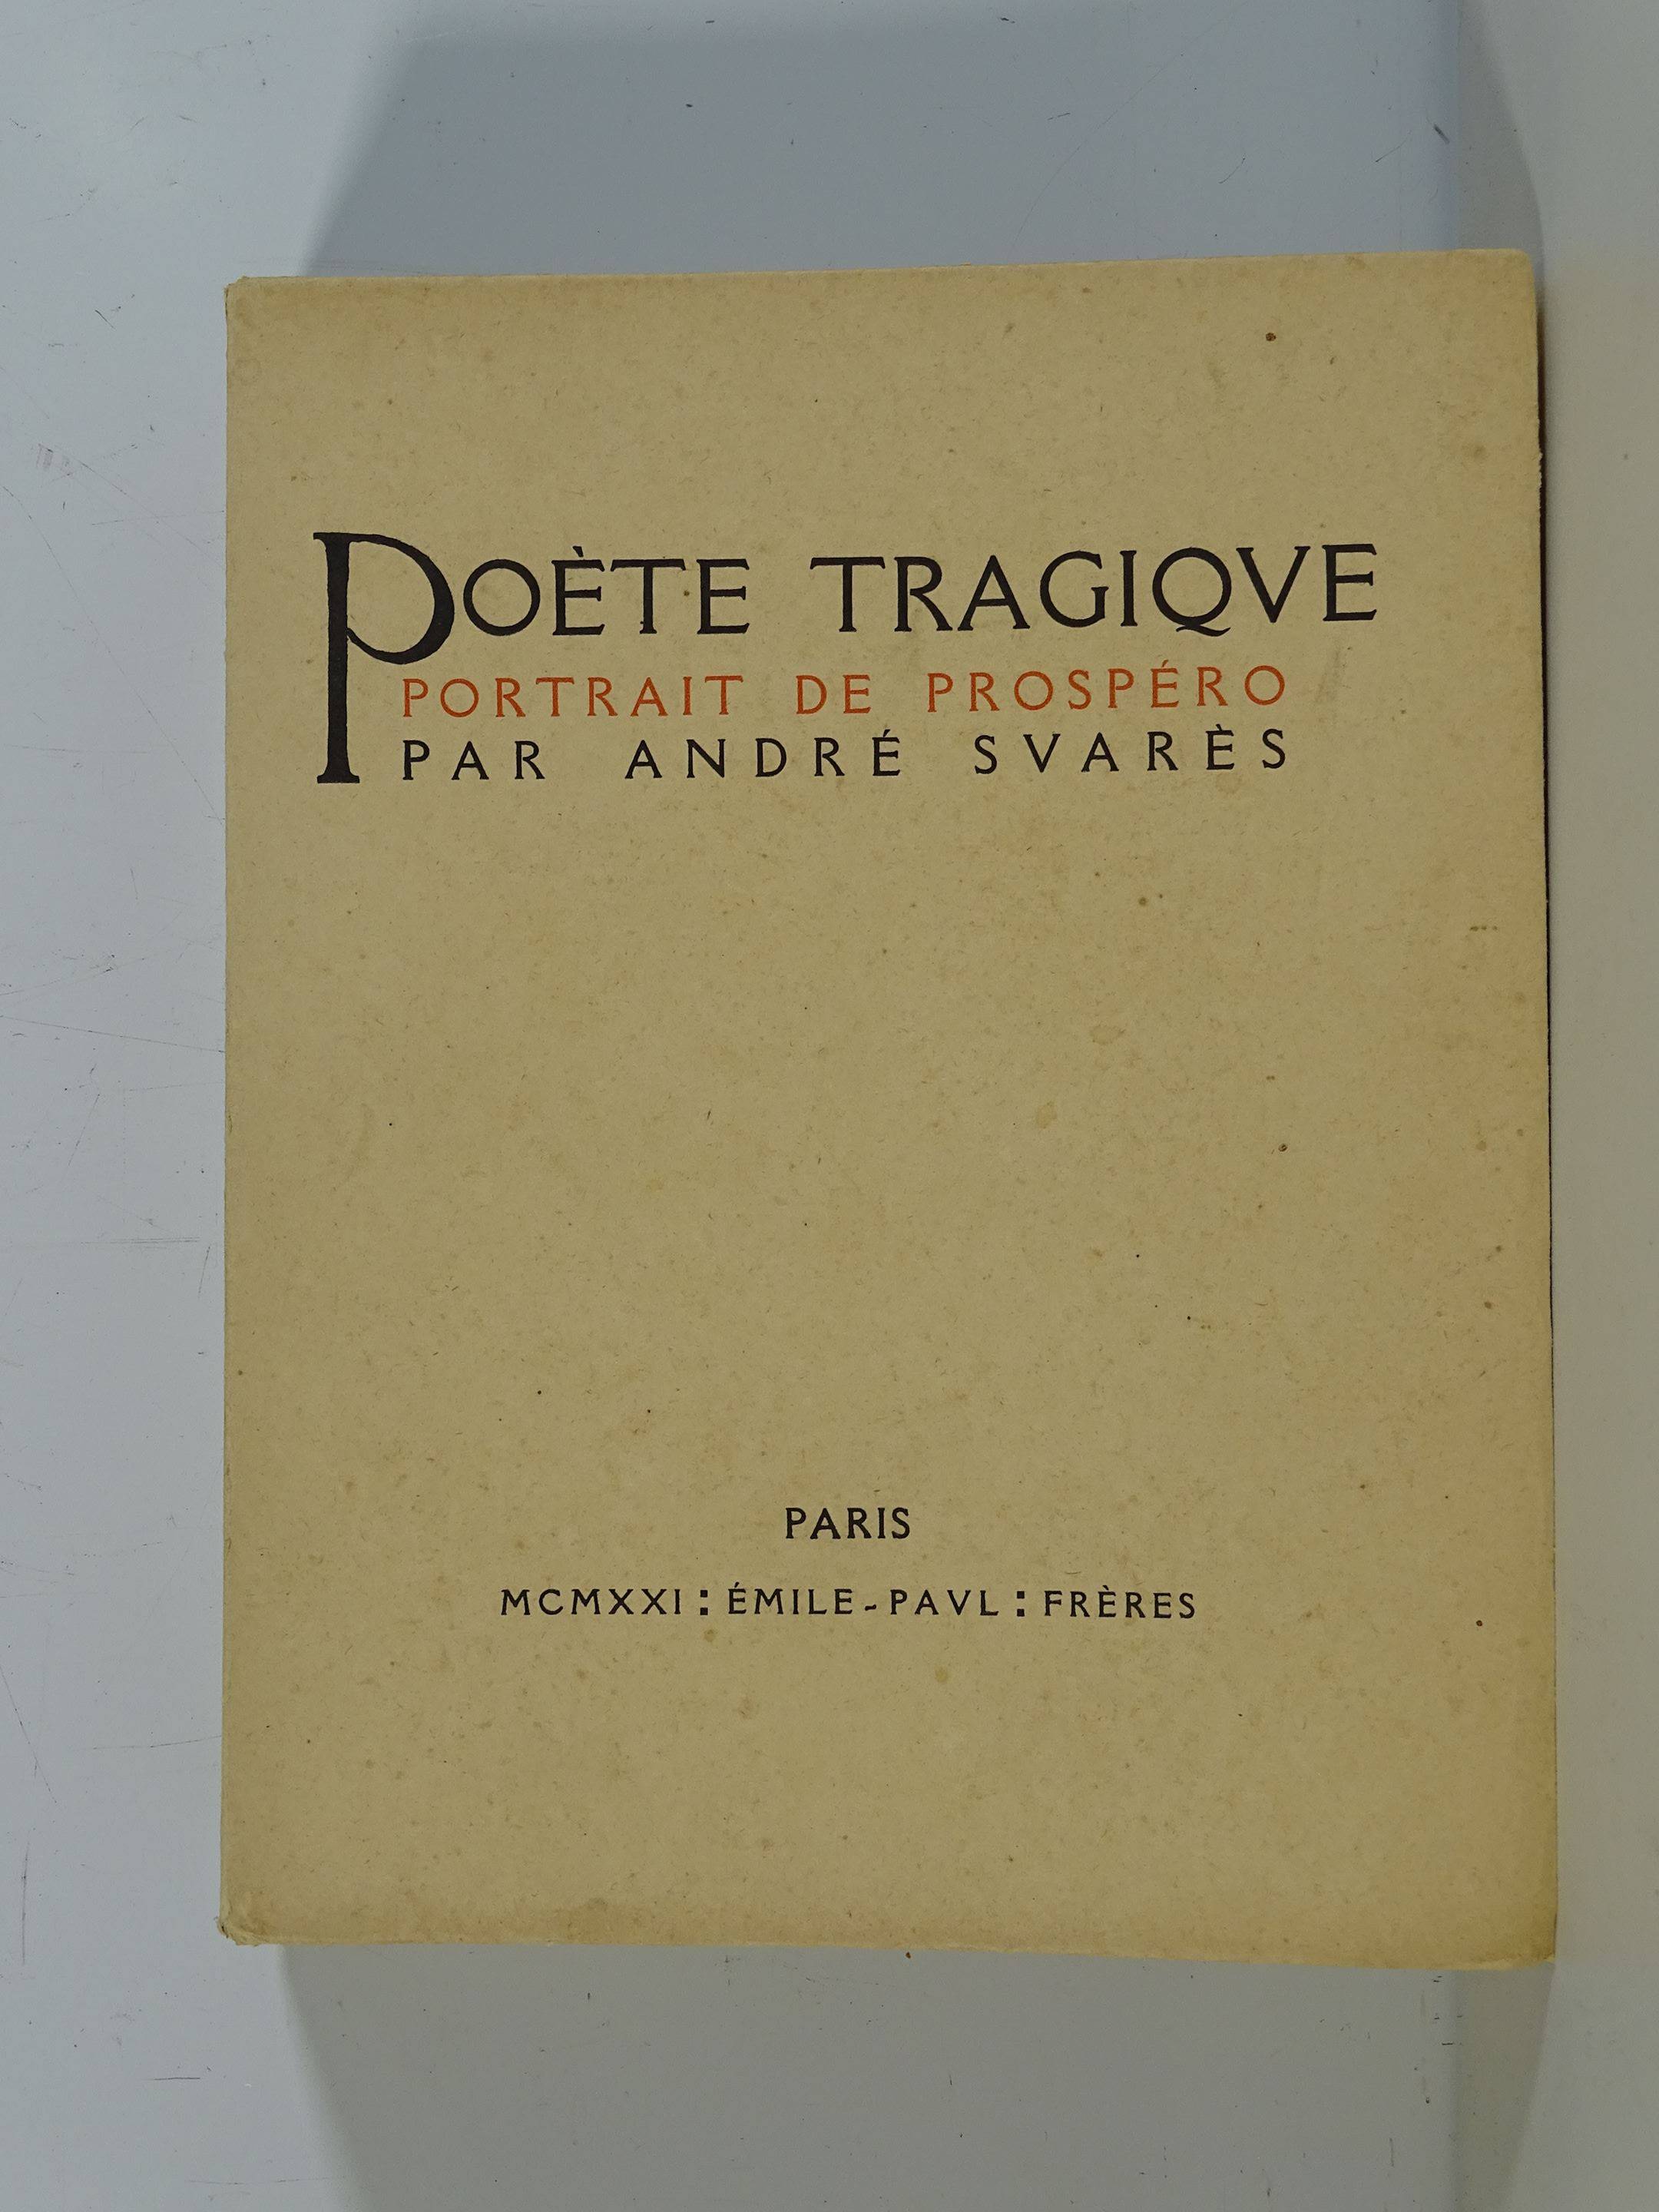 POÈTE TRAGIQVE
PORTRAIT DE PROSPÉRO
PAR ANDRÉ SVARÈS
PARIS
MCMXXI : ÉMILE-PAVL : FRÈRES